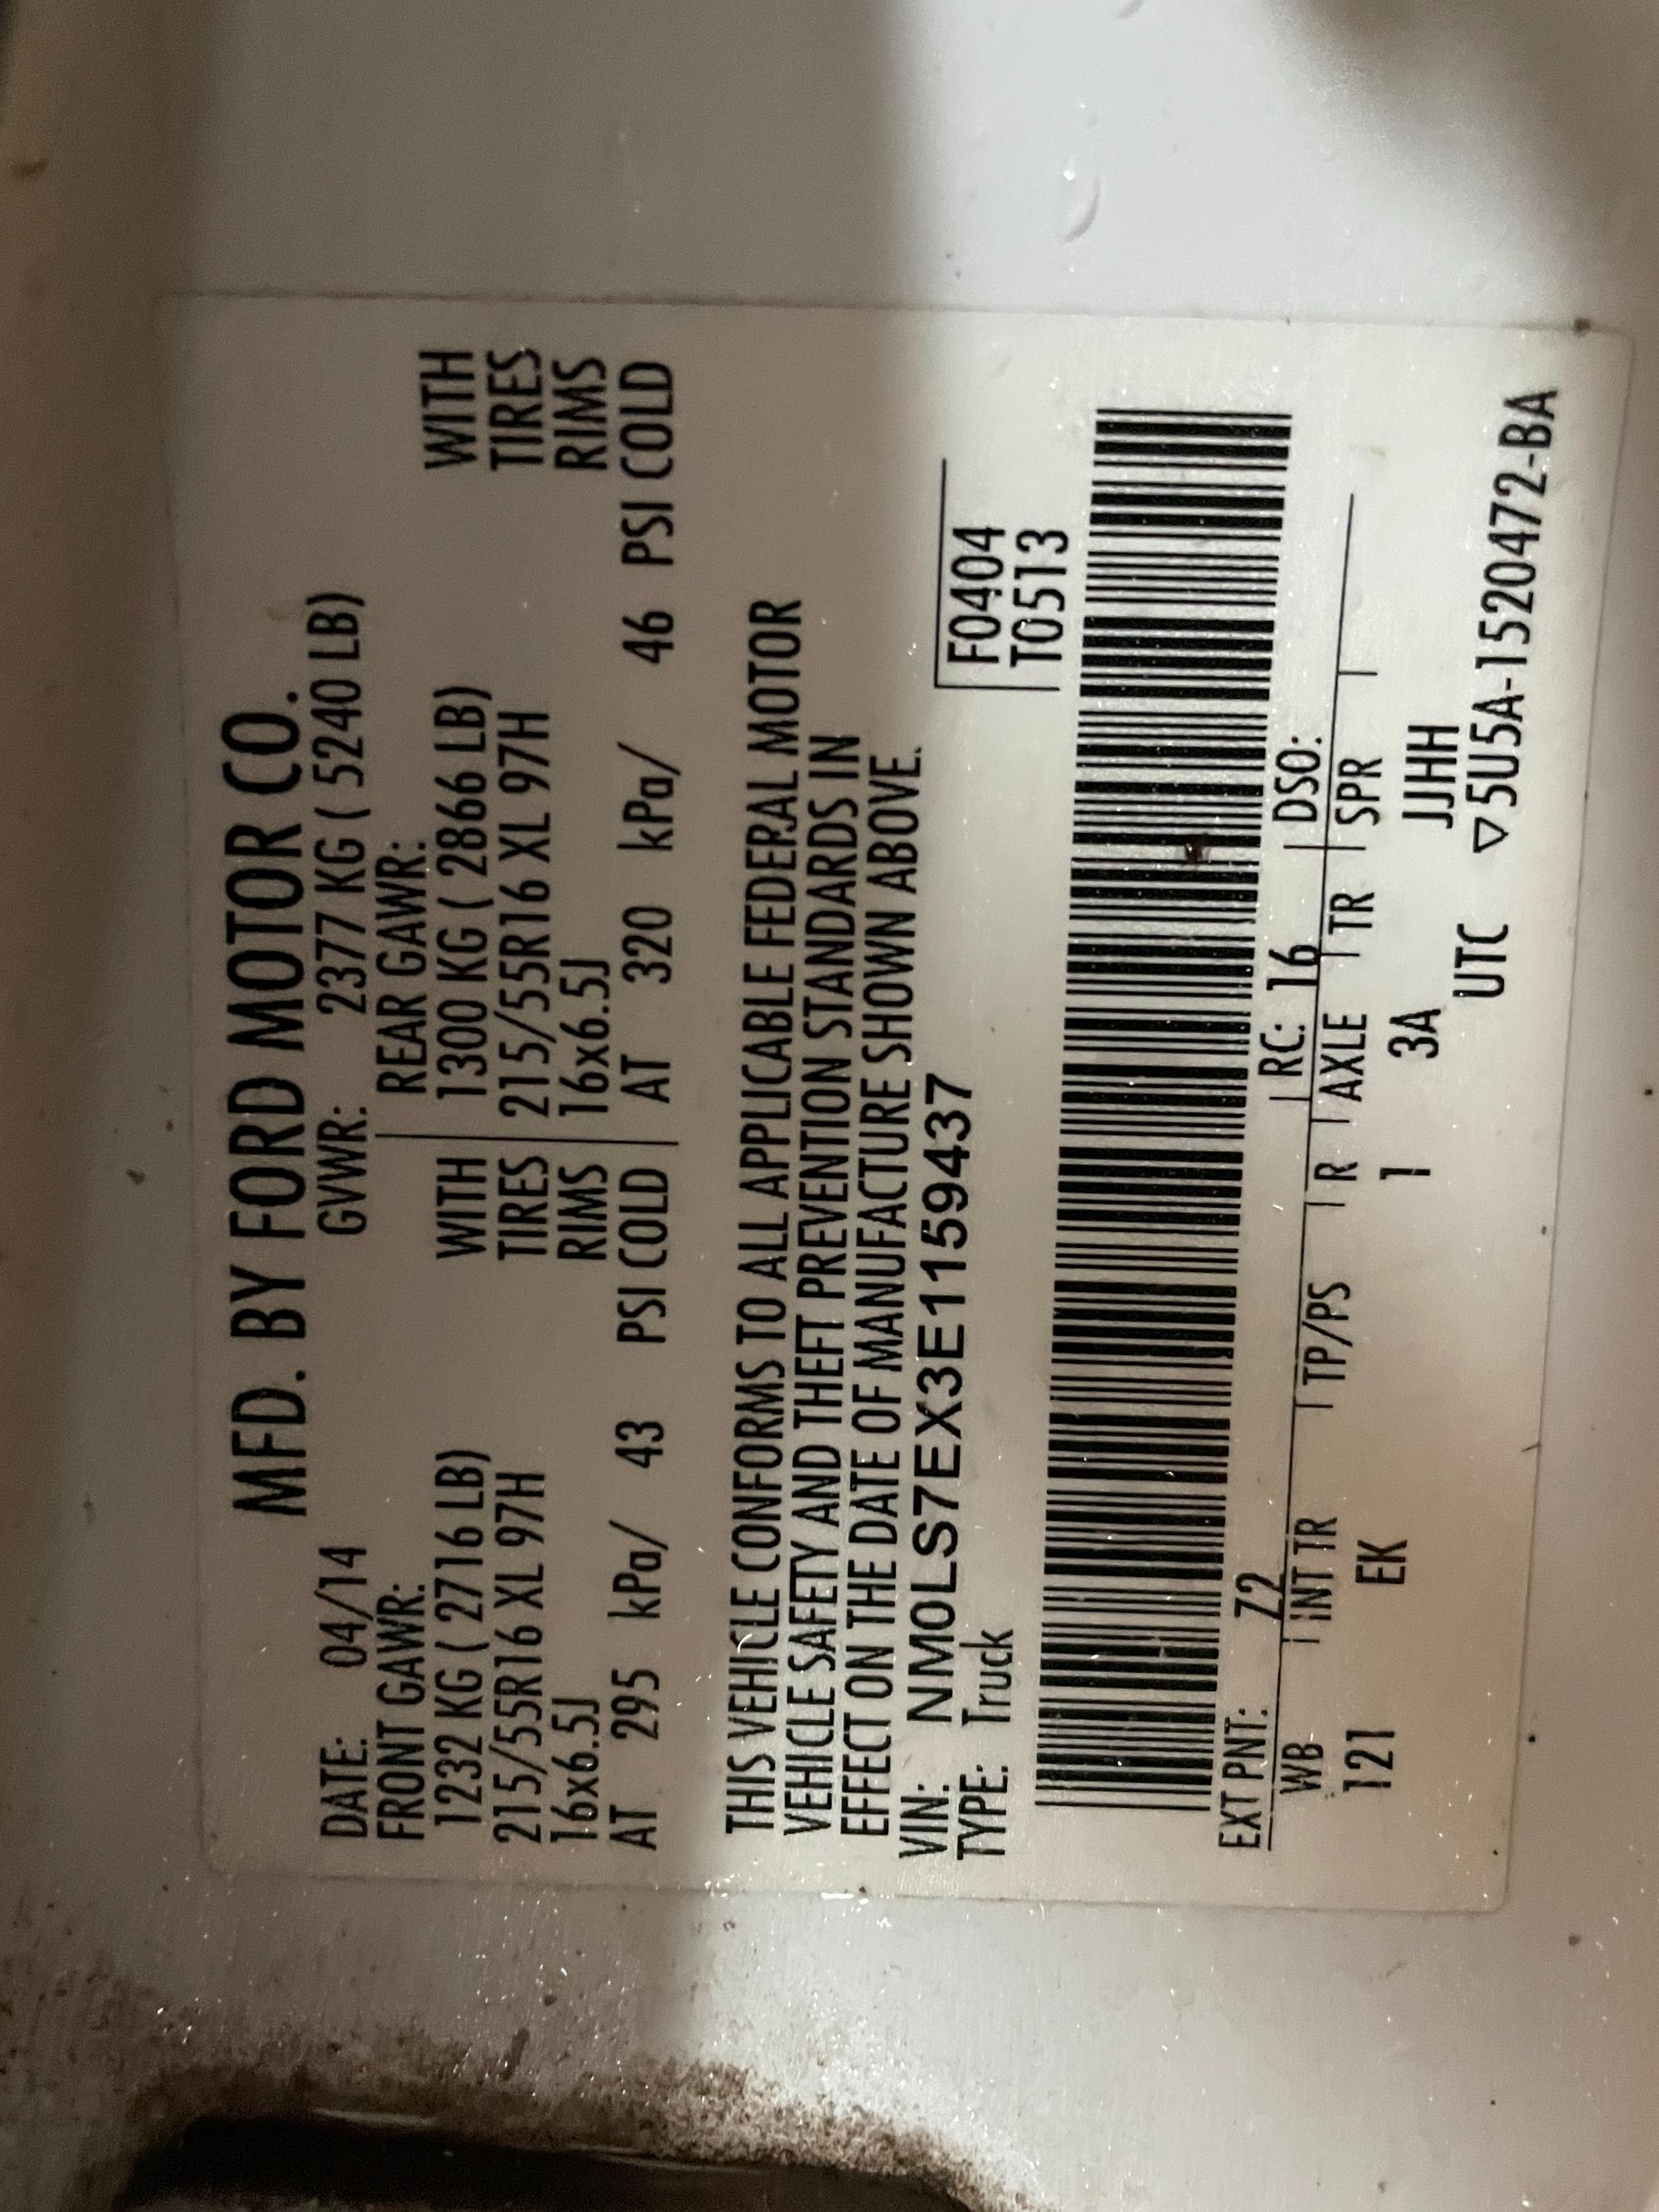 MFD. BY FORD MOTOR CO.
DATE: 04/14 GVWR: 2377 KG ( 5240 LB)
FRONT GAWR: REAR GAWR:
1232 KG ( 2716 LB) WITH 1300 KG ( 2866 LB) WITH
215/55R16 XL 97H TIRES 215/55R16 XL 97H TIRES
16x6.5J RIMS 16x6.5J RIMS
AT 295 kPa/ 43 PSI COLD AT 320 kPa/ 46 PSI COLD
THIS VEHICLE CONFORMS TO ALL APPLICABLE FEDERAL MOTOR
VEHICLE SAFETY AND THEFT PREVENTION STANDARDS IN
EFFECT ON THE DATE OF MANUFACTURE SHOWN ABOVE.
VIN: NM0LS7EX3E1159437 F0404
TYPE: Truck T0513
EXT PNT: Z2 RC: 16 DSO:
WB INT TR TP/PS R AXLE TR SPR
121 EK 1 3A JJHH
UTC ▽5U5A-1520472-BA